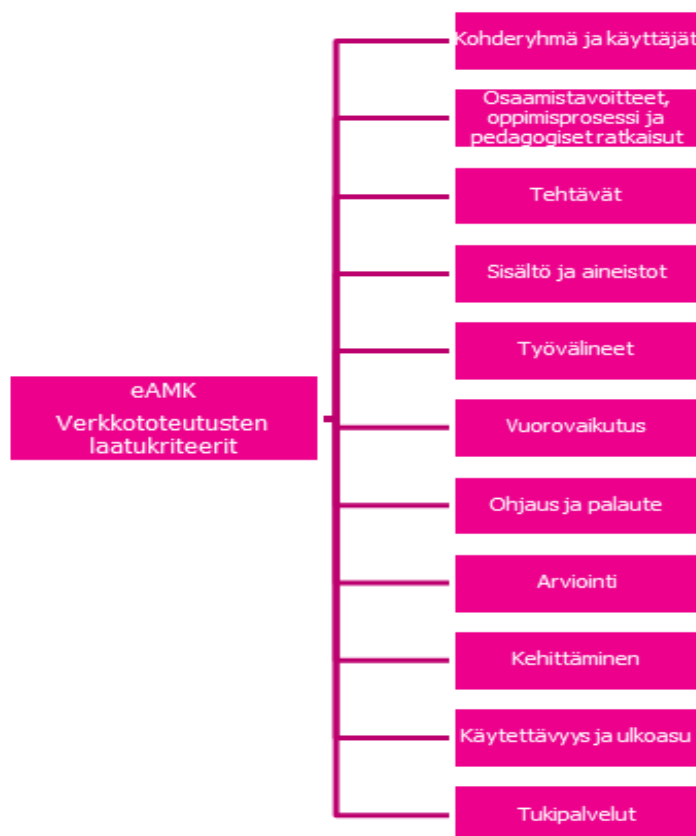 eAMK
Verkkototeutusten
laatukriteerit
Kohderyhmä ja käyttäjät
Osaamistavoitteet,
oppimisprosessi ja
pedagogiset ratkaisut
Tehtävät
Sisältö ja aineistot
Työvälineet
Vuorovaikutus
Ohjaus ja palaute
Arviointi
Kehittäminen
Käytettävyys ja ulkoasu
Tukipalvelut